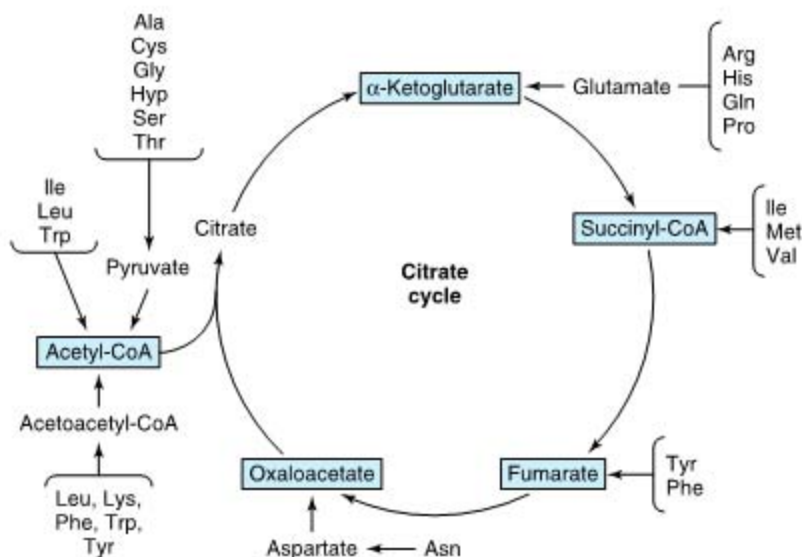 Ala
Cys
Gly
Hyp
Ser
Thr
α-Ketoglutarate
Glutamate
Arg
His
Gln
Pro
Ile
Leu
Trp
Pyruvate
Citrate
Citrate
cycle
Succinyl-CoA
Ile
Met
Val
Acetyl-CoA
Acetoacetyl-CoA
Leu, Lys,
Phe, Trp,
Tyr
Oxaloacetate
Fumarate
Tyr
Phe
Aspartate
Asn